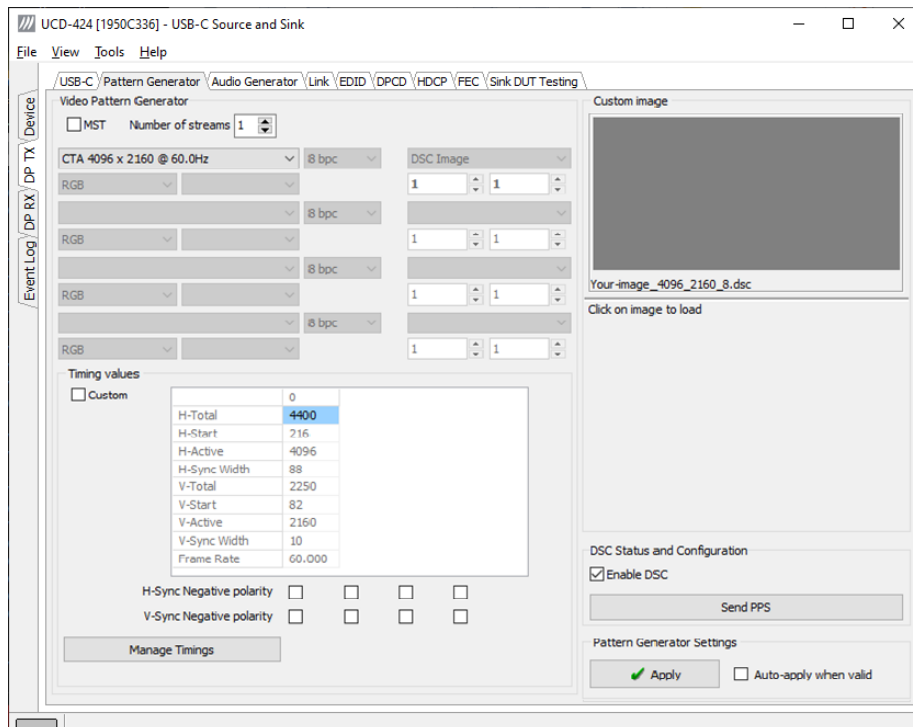 UCD-424 [1950C336] - USB-C Source and Sink
File View Tools Help
USB-C Pattern Generator Audio Generator Link EDID DPCD HDCP FEC Sink DUT Testing
Device
DP TX
DP RX
Event Log
Video Pattern Generator
MST Number of streams 1
CTA 4096 x 2160 @ 60.0Hz 8 bpc DSC Image
RGB 1 1
8 bpc
RGB 1 1
8 bpc
RGB 1 1
8 bpc
RGB 1 1
Timing values
Custom
0
H-Total 4400
H-Start 216
H-Active 4096
H-Sync Width 88
V-Total 2250
V-Start 82
V-Active 2160
V-Sync Width 10
Frame Rate 60.000
H-Sync Negative polarity
V-Sync Negative polarity
Manage Timings
Custom image
Your-image_4096_2160_8.dsc
Click on image to load
DSC Status and Configuration
Enable DSC
Send PPS
Pattern Generator Settings
Apply Auto-apply when valid